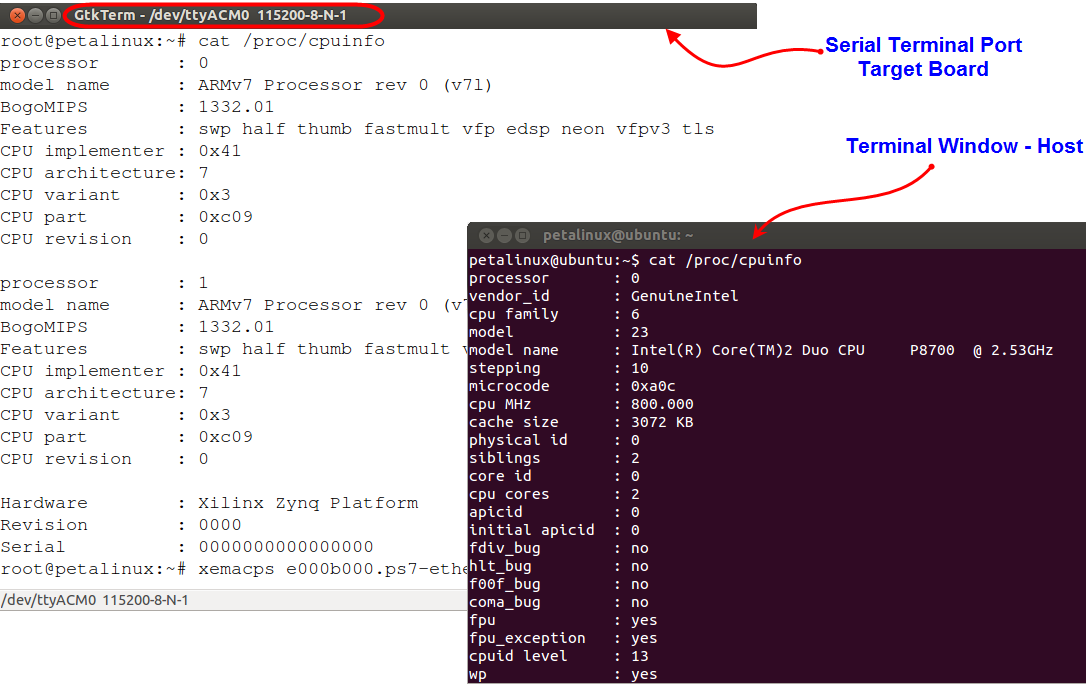 GtkTerm - /dev/ttyACM0 115200-8-N-1
root@petalinux:~# cat /proc/cpuinfo
processor : 0
model name : ARMv7 Processor rev 0 (v7l)
BogoMIPS : 1332.01
Features : swp half thumb fastmult vfp edsp neon vfpv3 tls
CPU implementer : 0x41
CPU architecture: 7
CPU variant : 0x3
CPU part : 0xc09
CPU revision : 0
processor : 1
model name : ARMv7 Processor rev 0 (v
BogoMIPS : 1332.01
Features : swp half thumb fastmult
CPU implementer : 0x41
CPU architecture: 7
CPU variant : 0x3
CPU part : 0xc09
CPU revision : 0
Hardware : Xilinx Zynq Platform
Revision : 0000
Serial : 0000000000000000
root@petalinux:~# xemacps e000b000.ps7-ethe
/dev/ttyACM0 115200-8-N-1
Serial Terminal Port
Target Board
Terminal Window - Host
petalinux@ubuntu: ~
petalinux@ubuntu:~$ cat /proc/cpuinfo
processor : 0
vendor_id : GenuineIntel
cpu family : 6
model : 23
model name : Intel(R) Core(TM)2 Duo CPU P8700 @ 2.53GHz
stepping : 10
microcode : 0xa0c
cpu MHz : 800.000
cache size : 3072 KB
physical id : 0
siblings : 2
core id : 0
cpu cores : 2
apicid : 0
initial apicid : 0
fdiv_bug : no
hlt_bug : no
f00f_bug : no
coma_bug : no
fpu : yes
fpu_exception : yes
cpuid level : 13
wp : yes